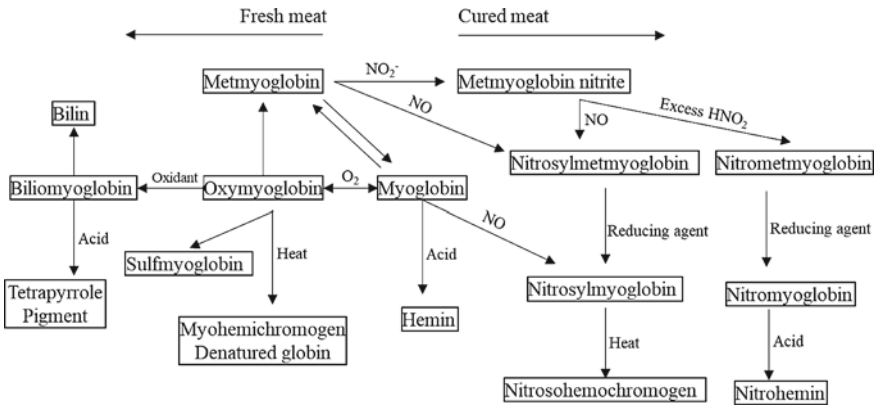 Fresh meat
Cured meat
Metmyoglobin
NO₂⁻
Metmyoglobin nitrite
Bilin
NO
NO
Excess HNO₂
Nitrosylmetmyoglobin
Nitrometmyoglobin
Biliomyoglobin
Oxidant
Oxymyoglobin
O₂
Myoglobin
NO
Acid
Sulfmyoglobin
Heat
Acid
Reducing agent
Reducing agent
Tetrapyrrole
Pigment
Myohemichromogen
Denatured globin
Hemin
Nitrosylmyoglobin
Nitromyoglobin
Heat
Acid
Nitrosohemochromogen
Nitrohemin